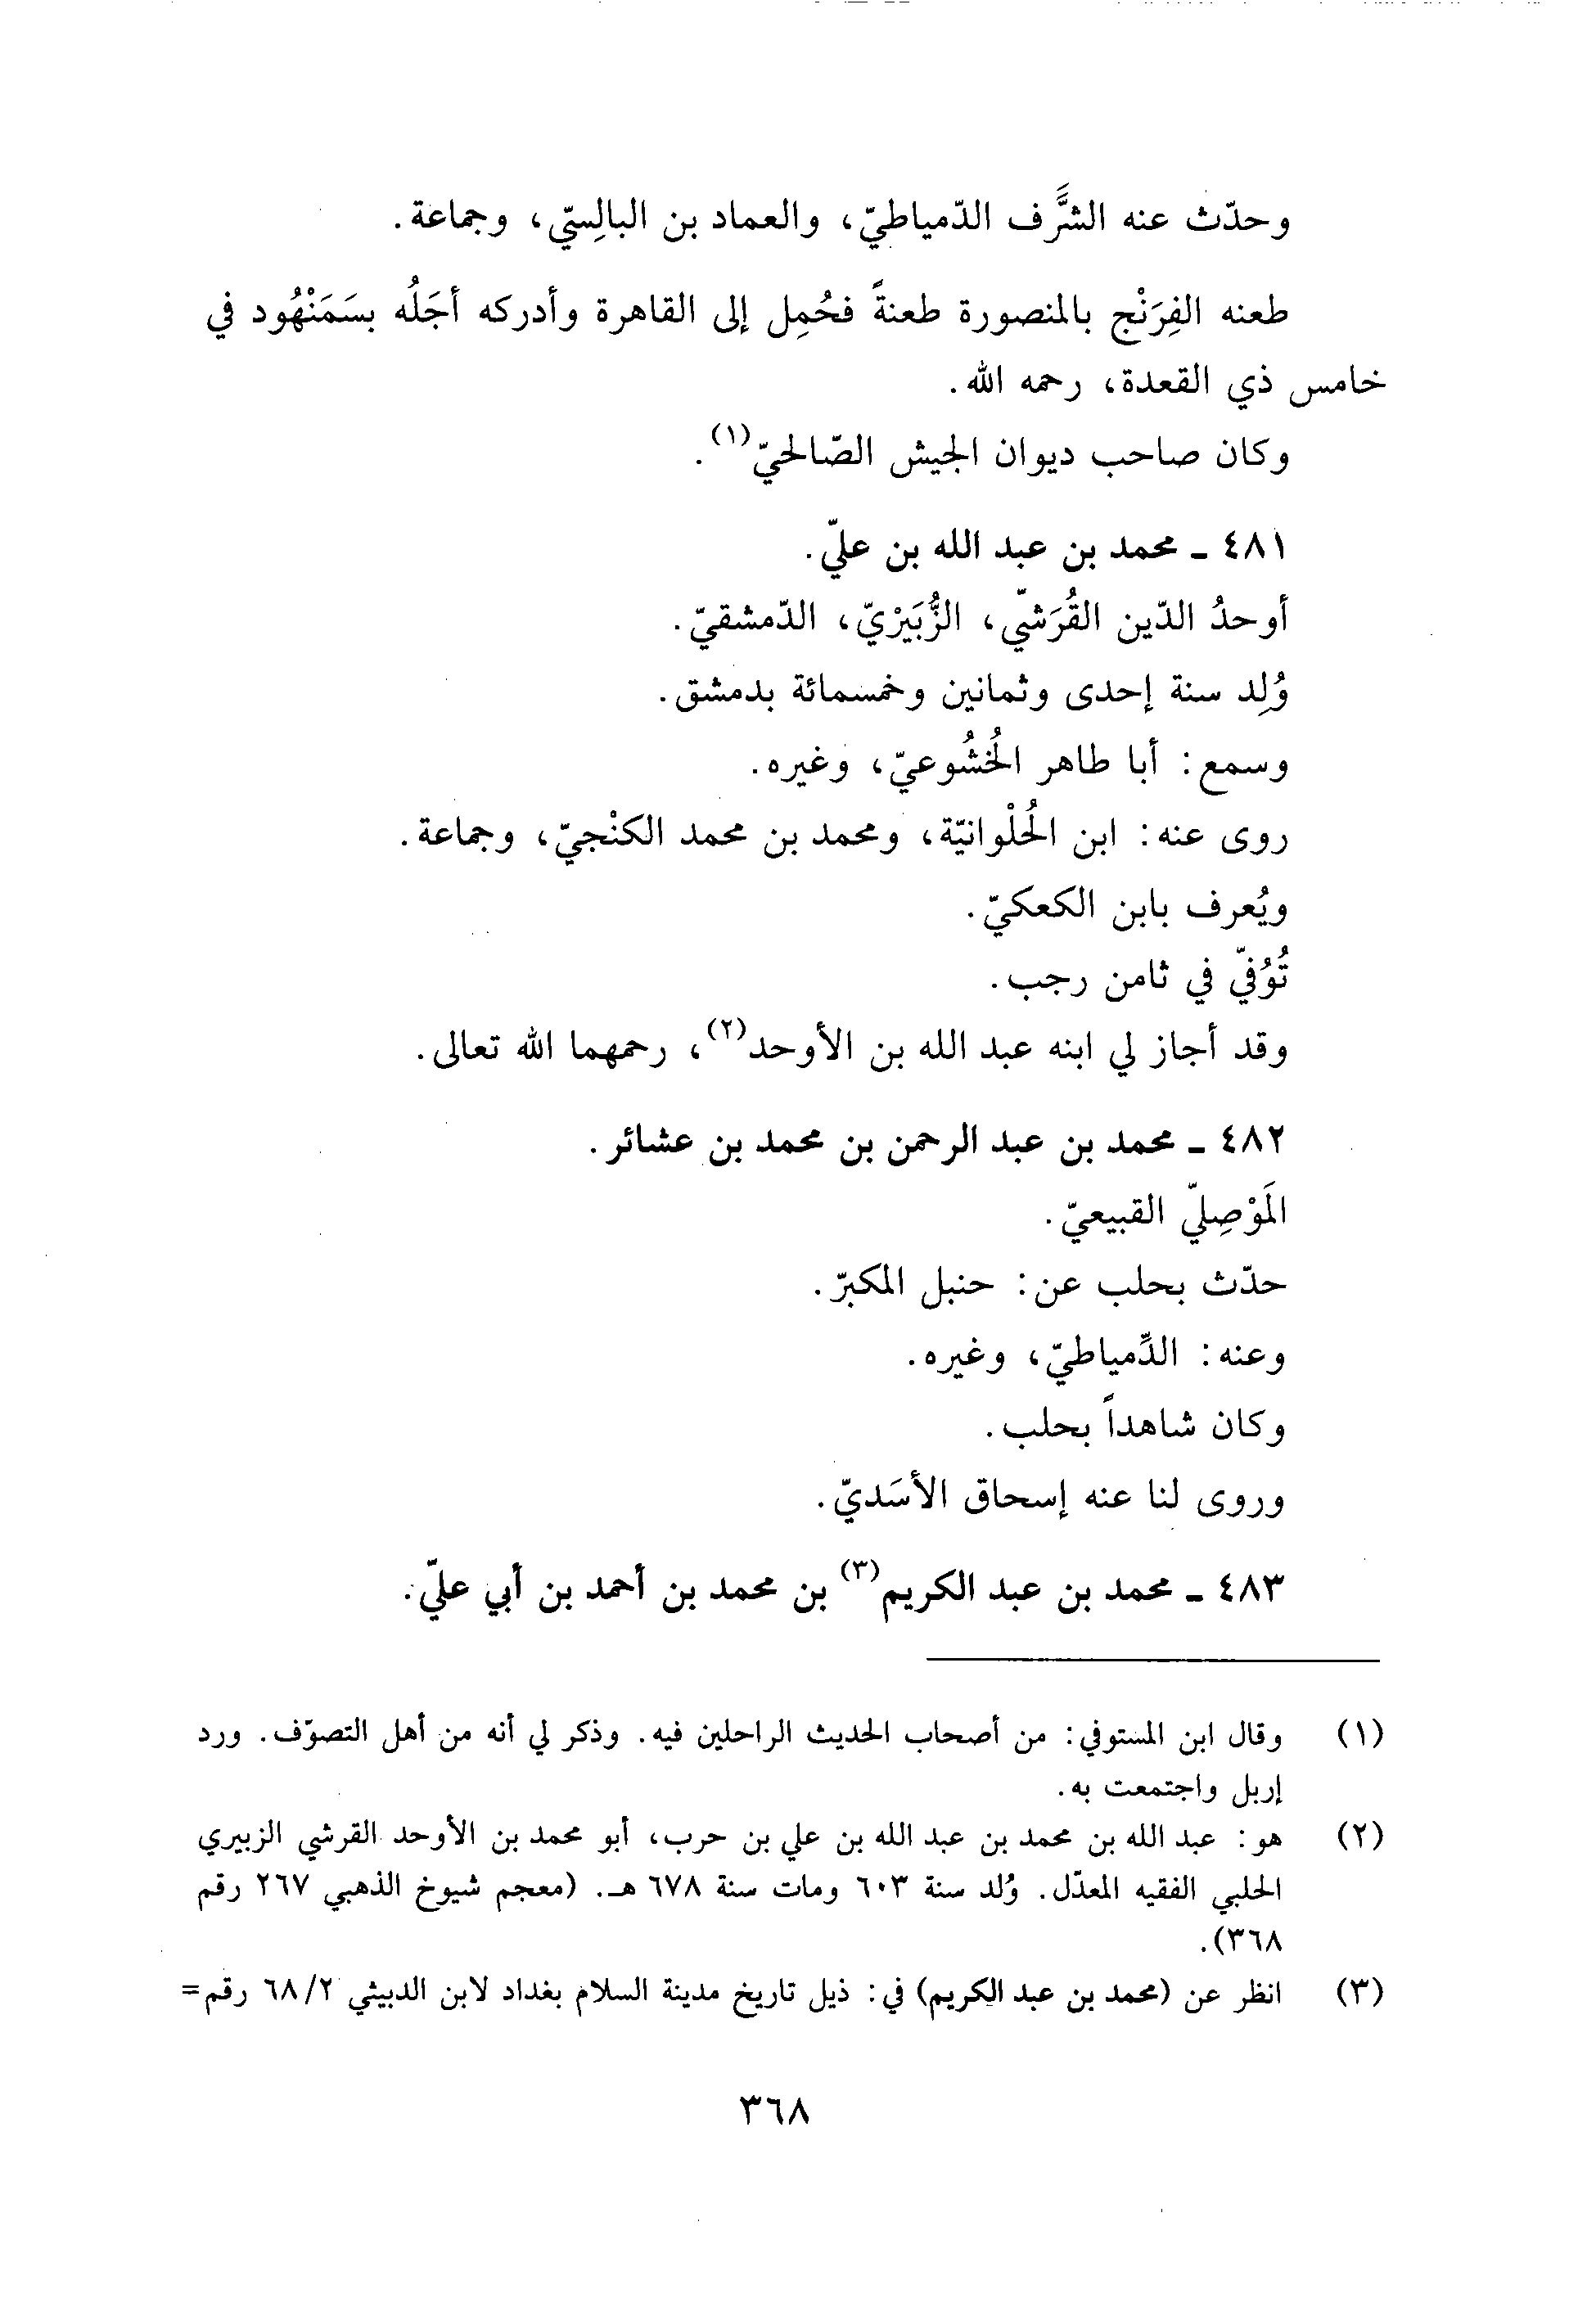 وحدّث عنه الشَّرف الدّمياطيّ، والعماد بن البالِسيّ، وجماعة.
طعنه الفِرَنْج بالمنصورة طعنةً فحُمِل إلى القاهرة وأدركه أجَلُه بسَمَنْهُود في
خامس ذي القعدة، رحمه الله.
وكان صاحب ديوان الجيش الصّالحيّ(١).
٤٨١ ـ محمد بن عبد الله بن عليّ.
أوحدُ الدّين القُرَشيّ، الزُّبَيْريّ، الدّمشقيّ.
وُلِد سنة إحدى وثمانين وخمسمائة بدمشق.
وسمع: أبا طاهر الخُشُوعيّ، وغيره.
روى عنه: ابن الحُلْوانيّة، ومحمد بن محمد الكنْجيّ، وجماعة.
ويُعرف بابن الكعكيّ.
تُوُفيّ في ثامن رجب.
وقد أجاز لي ابنه عبد الله بن الأوحد(٢)، رحمهما الله تعالى.
٤٨٢ ـ محمد بن عبد الرحمن بن محمد بن عشائر.
المَوْصِليّ القبيعيّ.
حدّث بحلب عن: حنبل المكبرّ.
وعنه: الدِّمياطيّ، وغيره.
وكان شاهداً بحلب.
وروى لنا عنه إسحاق الأسَديّ.
٤٨٣ ـ محمد بن عبد الكريم(٣) بن محمد بن أحمد بن أبي عليّ.
(١) وقال ابن المستوفي: من أصحاب الحديث الراحلين فيه. وذكر لي أنه من أهل التصوّف. ورد
إربل واجتمعت به.
(٢) هو: عبد الله بن محمد بن عبد الله بن علي بن حرب، أبو محمد بن الأوحد القرشي الزبيري
الحلبي الفقيه المعدّل. وُلد سنة ٦٠٣ ومات سنة ٦٧٨ هـ. (معجم شيوخ الذهبي ٢٦٧ رقم
٣٦٨).
(٣) انظر عن (محمد بن عبد الكريم) في: ذيل تاريخ مدينة السلام بغداد لابن الدبيثي ٦٨/٢ رقم=
٣٦٨